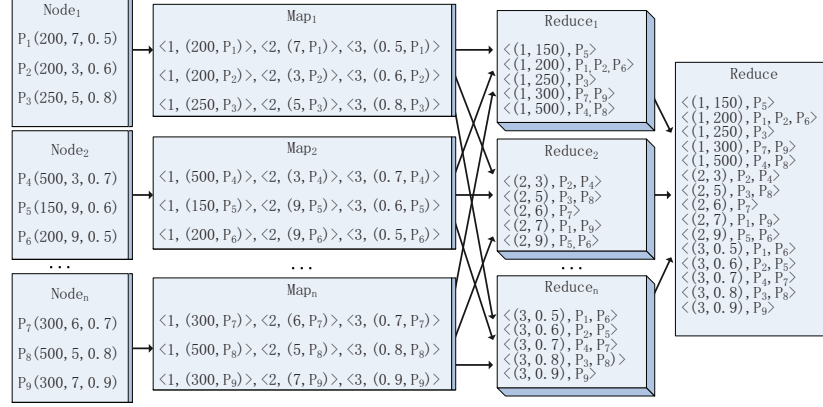 Node1
P1(200, 7, 0.5)
P2(200, 3, 0.6)
P3(250, 5, 0.8)
Node2
P4(500, 3, 0.7)
P5(150, 9, 0.6)
P6(200, 9, 0.5)
...
Noden
P7(300, 6, 0.7)
P8(500, 5, 0.8)
P9(300, 7, 0.9)
Map1
<1, (200, P1)>, <2, (7, P1)>, <3, (0.5, P1)>
<1, (200, P2)>, <2, (3, P2)>, <3, (0.6, P2)>
<1, (250, P3)>, <2, (5, P3)>, <3, (0.8, P3)>
Map2
<1, (500, P4)>, <2, (3, P4)>, <3, (0.7, P4)>
<1, (150, P5)>, <2, (9, P5)>, <3, (0.6, P5)>
<1, (200, P6)>, <2, (9, P6)>, <3, (0.5, P6)>
...
Mapn
<1, (300, P7)>, <2, (6, P7)>, <3, (0.7, P7)>
<1, (500, P8)>, <2, (5, P8)>, <3, (0.8, P8)>
<1, (300, P9)>, <2, (7, P9)>, <3, (0.9, P9)>
Reduce1
<(1, 150), P5>
<(1, 200), P1, P2, P6>
<(1, 250), P3>
<(1, 300), P7, P9>
<(1, 500), P4, P8>
Reduce2
<(2, 3), P2, P4>
<(2, 5), P3, P8>
<(2, 6), P7>
<(2, 7), P1, P9>
<(2, 9), P5, P6>
...
Reducen
<(3, 0.5), P1, P6>
<(3, 0.6), P2, P5>
<(3, 0.7), P4, P7>
<(3, 0.8), P3, P8)>
<(3, 0.9), P9>
Reduce
<(1, 150), P5>
<(1, 200), P1, P2, P6>
<(1, 250), P3>
<(1, 300), P7, P9>
<(1, 500), P4, P8>
<(2, 3), P2, P4>
<(2, 5), P3, P8>
<(2, 6), P7>
<(2, 7), P1, P9>
<(2, 9), P5, P6>
<(3, 0.5), P1, P6>
<(3, 0.6), P2, P5>
<(3, 0.7), P4, P7>
<(3, 0.8), P3, P8>
<(3, 0.9), P9>